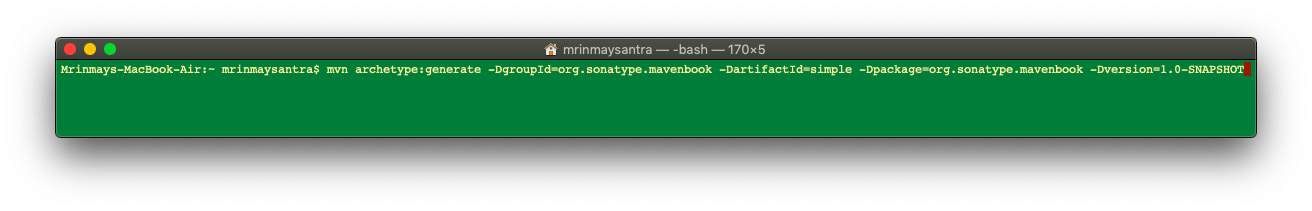 mrinmaysantra — -bash — 170×5
Mrinmays-MacBook-Air:~ mrinmaysantra$ mvn archetype:generate -DgroupId=org.sonatype.mavenbook -DartifactId=simple -Dpackage=org.sonatype.mavenbook -Dversion=1.0-SNAPSHOT